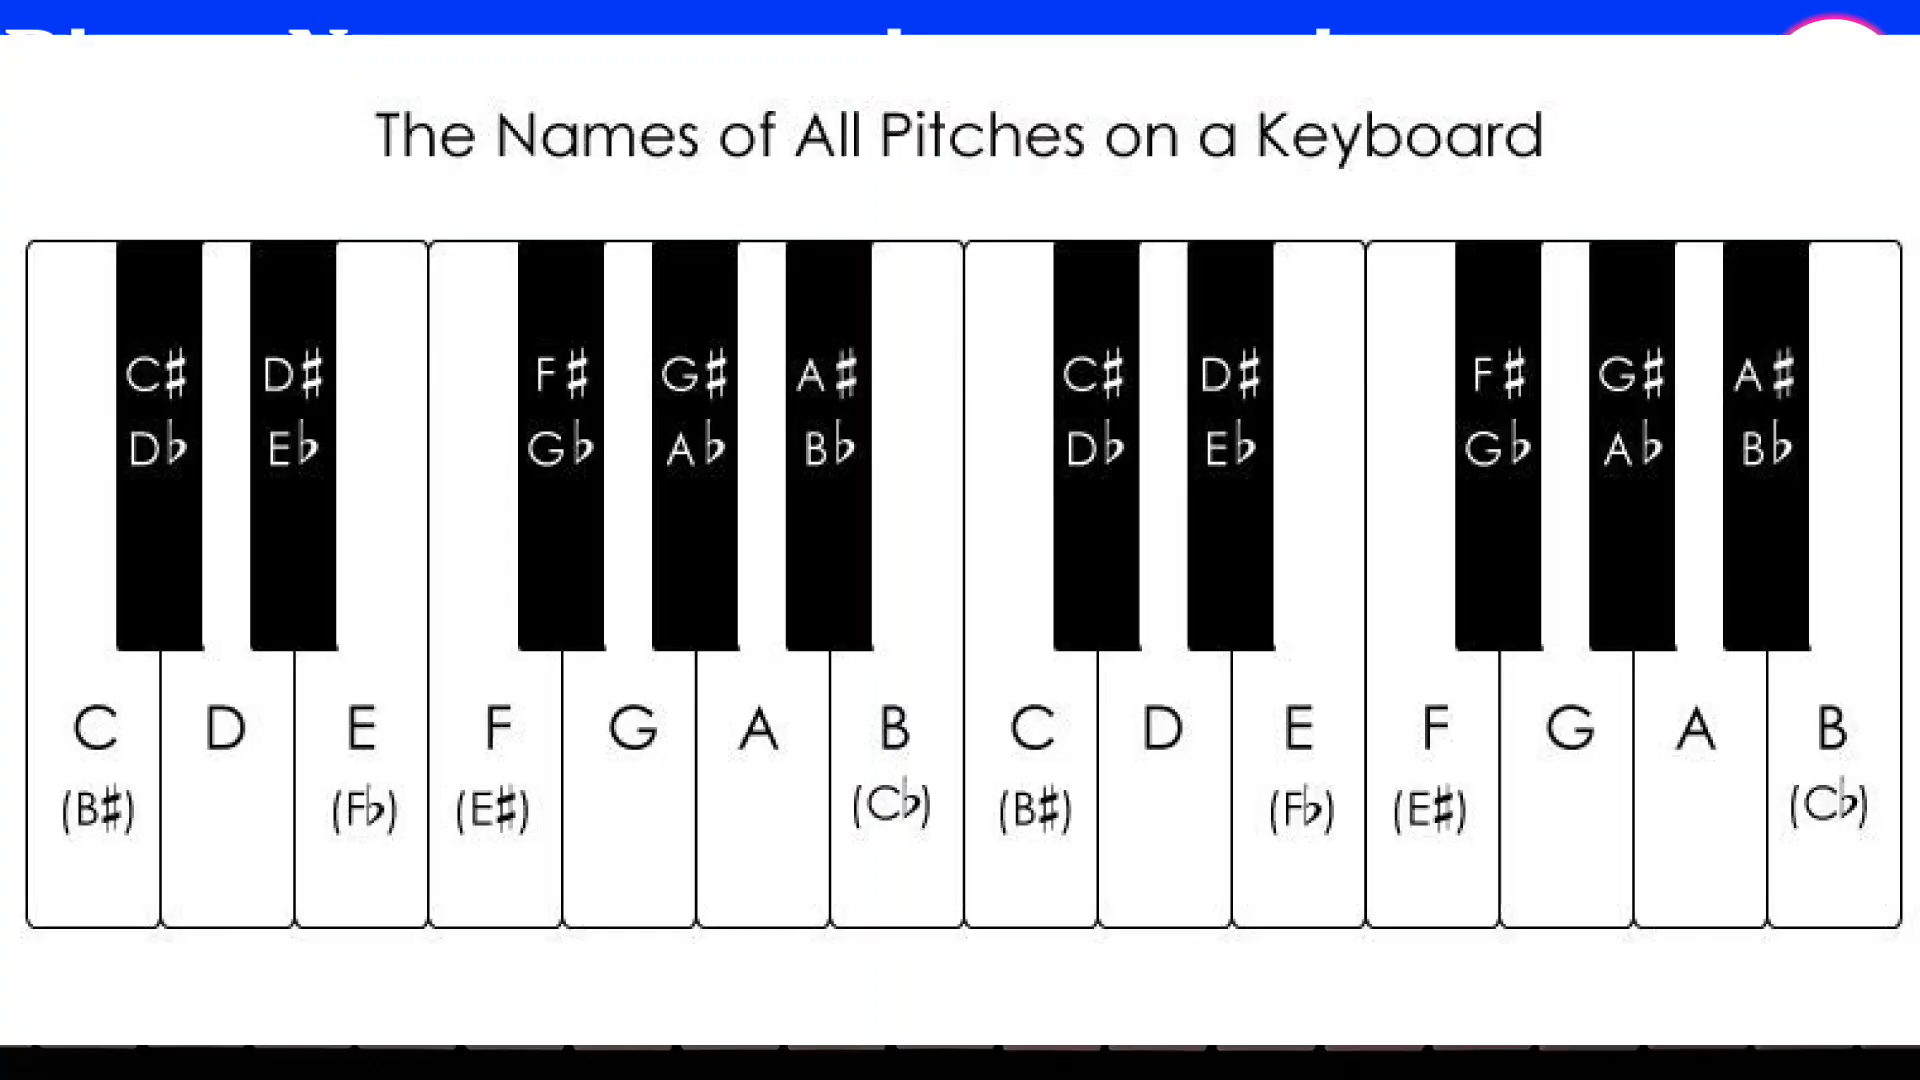 The Names of All Pitches on a Keyboard
C♯ D♯ F♯ G♯ A♯ C♯ D♯ F♯ G♯ A♯
D♭ E♭ G♭ A♭ B♭ D♭ E♭ G♭ A♭ B♭
C D E F G A B C D E F G A B
(B♯) (F♭) (E♯) (C♭) (B♯) (F♭) (E♯) (C♭)